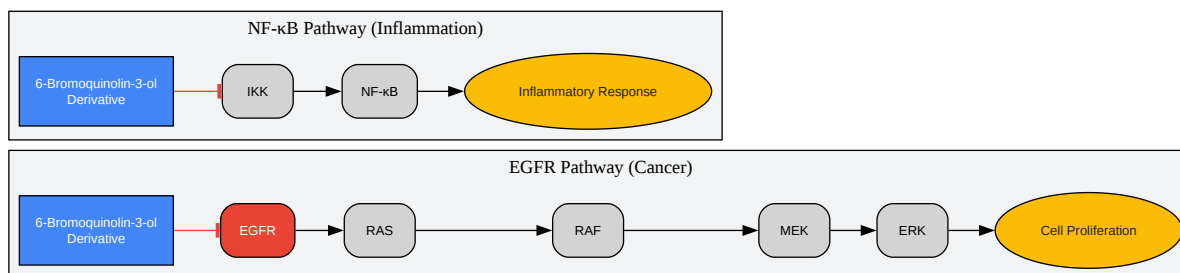 NF-κB Pathway (Inflammation)
6-Bromoquinolin-3-ol
Derivative
IKK
NF-κB
Inflammatory Response
EGFR Pathway (Cancer)
6-Bromoquinolin-3-ol
Derivative
EGFR
RAS
RAF
MEK
ERK
Cell Proliferation